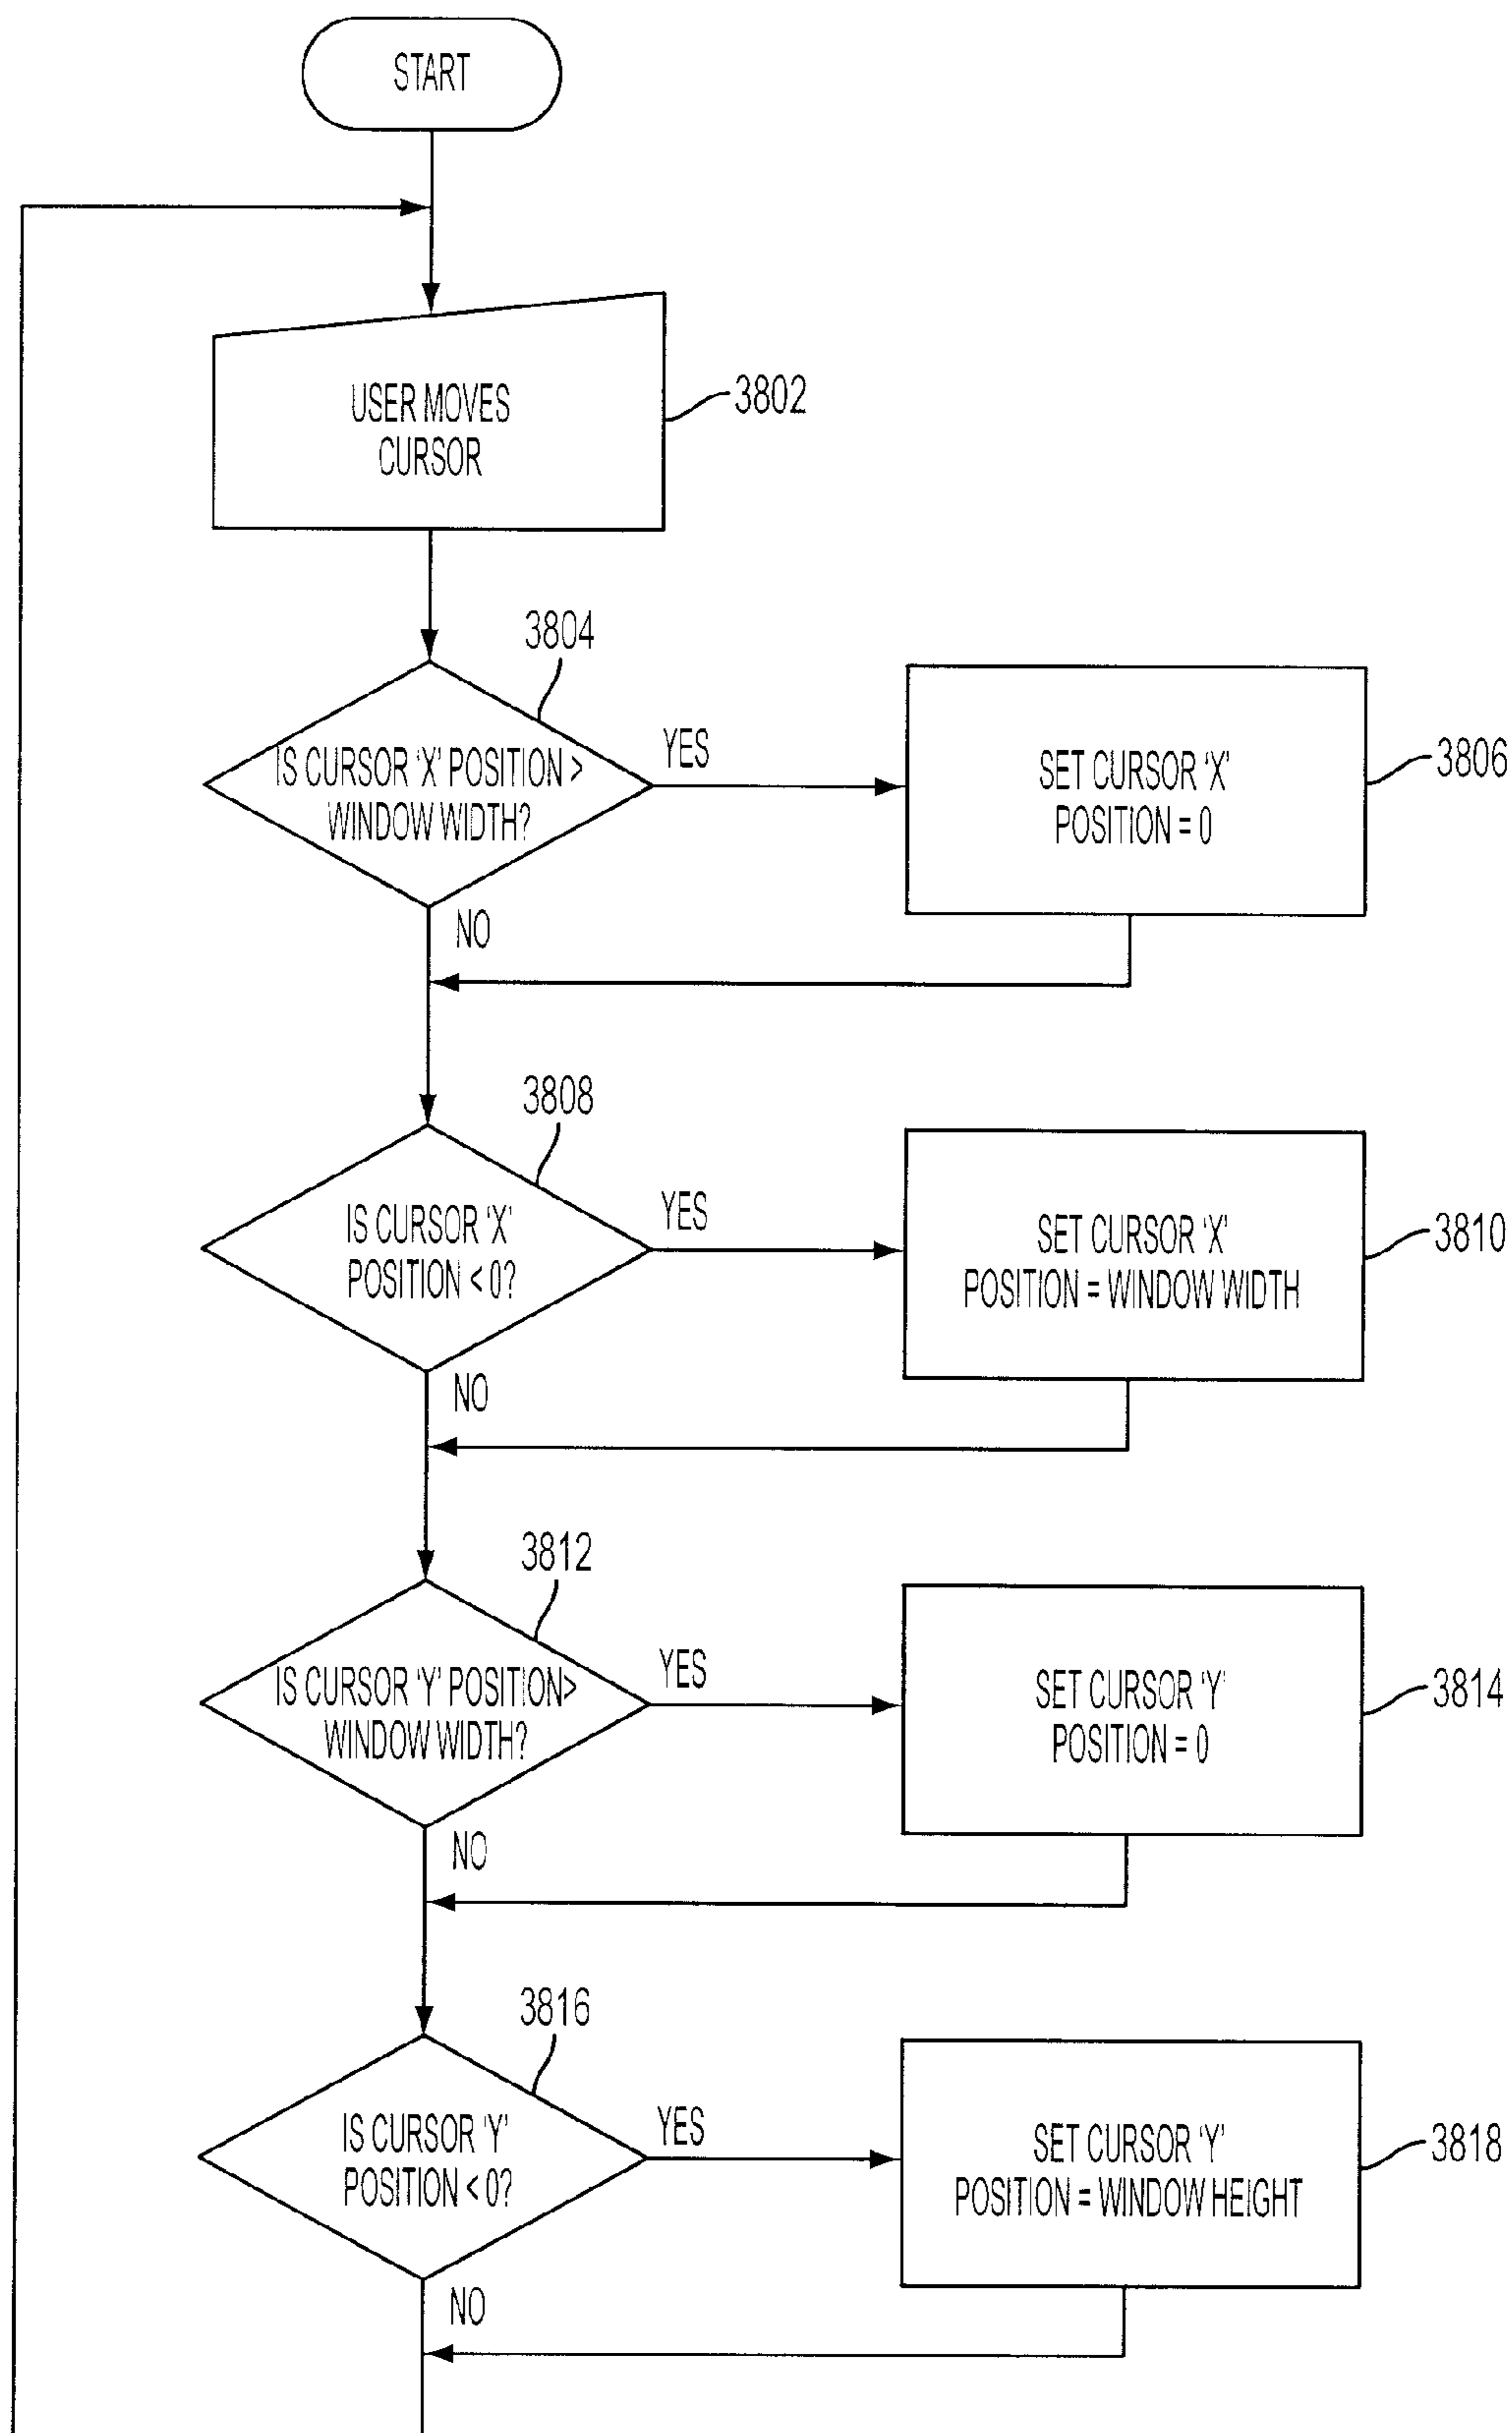 START
USER MOVES
CURSOR
3802
3804
IS CURSOR 'X' POSITION >
WINDOW WIDTH?
YES
NO
SET CURSOR 'X'
POSITION = 0
3806
3808
IS CURSOR 'X'
POSITION < 0?
YES
NO
SET CURSOR 'X'
POSITION = WINDOW WIDTH
3810
3812
IS CURSOR 'Y' POSITION>
WINDOW WIDTH?
YES
NO
SET CURSOR 'Y'
POSITION = 0
3814
3816
IS CURSOR 'Y'
POSITION < 0?
YES
NO
SET CURSOR 'Y'
POSITION = WINDOW HEIGHT
3818